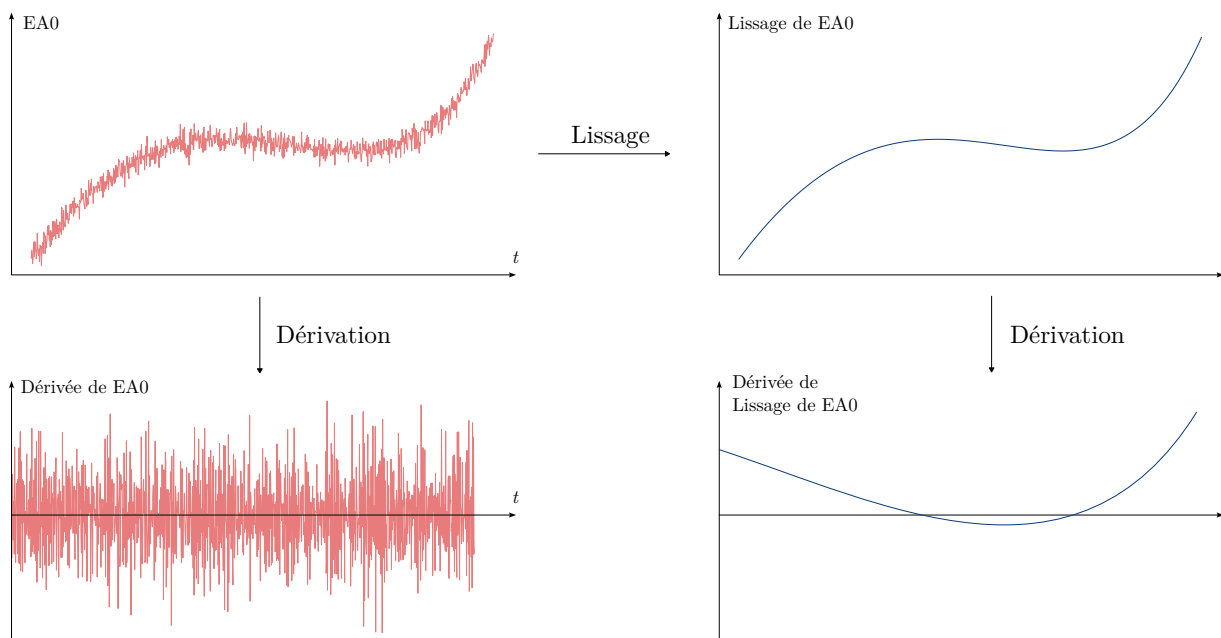 EA0
Lissage de EA0
Lissage
t
Dérivation
Dérivation
Dérivée de EA0
Dérivée de
Lissage de EA0
t